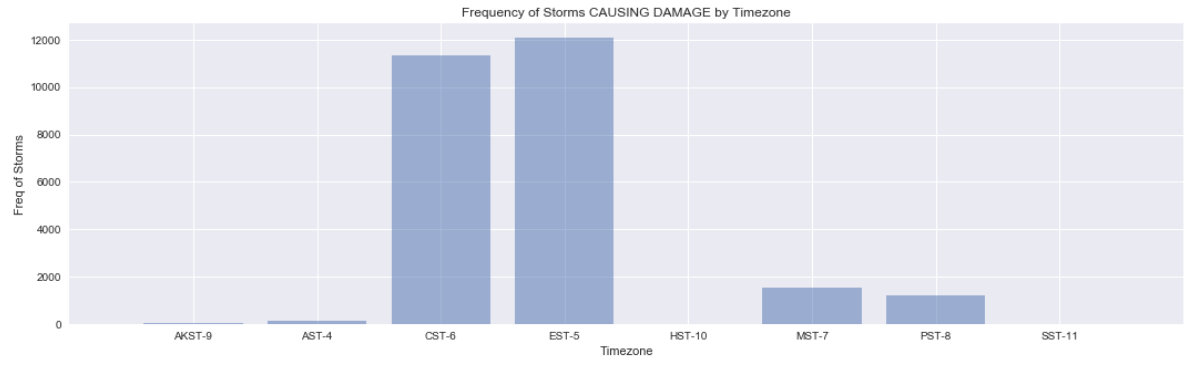 Frequency of Storms CAUSING DAMAGE by Timezone
12000
10000
8000
6000
4000
2000
0
Freq of Storms
AKST-9 AST-4 CST-6 EST-5 HST-10 MST-7 PST-8 SST-11
Timezone